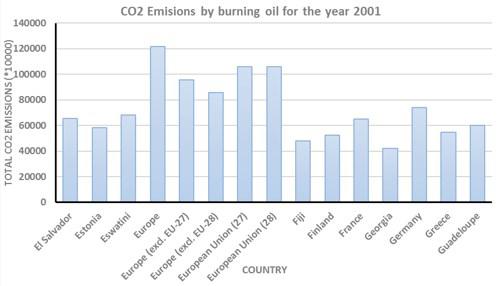 CO2 Emisions by burning oil for the year 2001
TOTAL CO2 EMISSIONS (*10000)
140000
120000
100000
80000
60000
40000
20000
0
El Salvador
Estonia
Eswatini
Europe
Europe (excl. EU-27)
Europe (excl. EU-28)
European Union (27)
European Union (28)
Fiji
Finland
France
Georgia
Germany
Greece
Guadeloupe
COUNTRY